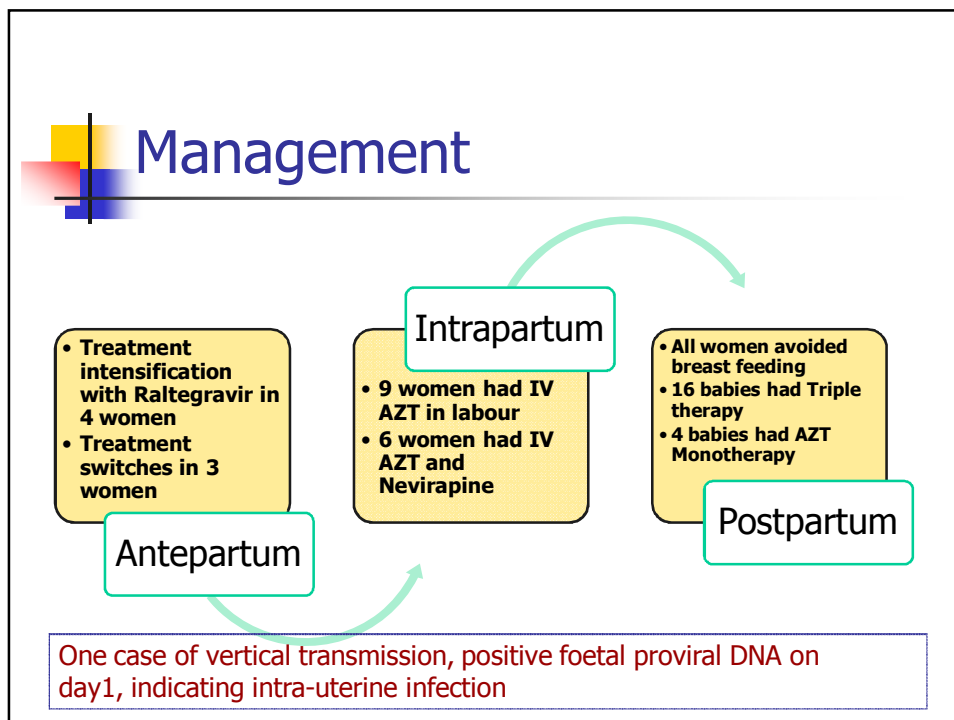 Management
• Treatment
intensification
with Raltegravir in
4 women
• Treatment
switches in 3
women
Antepartum
Intrapartum
• 9 women had IV
AZT in labour
• 6 women had IV
AZT and
Nevirapine
• All women avoided
breast feeding
• 16 babies had Triple
therapy
• 4 babies had AZT
Monotherapy
Postpartum
One case of vertical transmission, positive foetal proviral DNA on
day1, indicating intra-uterine infection